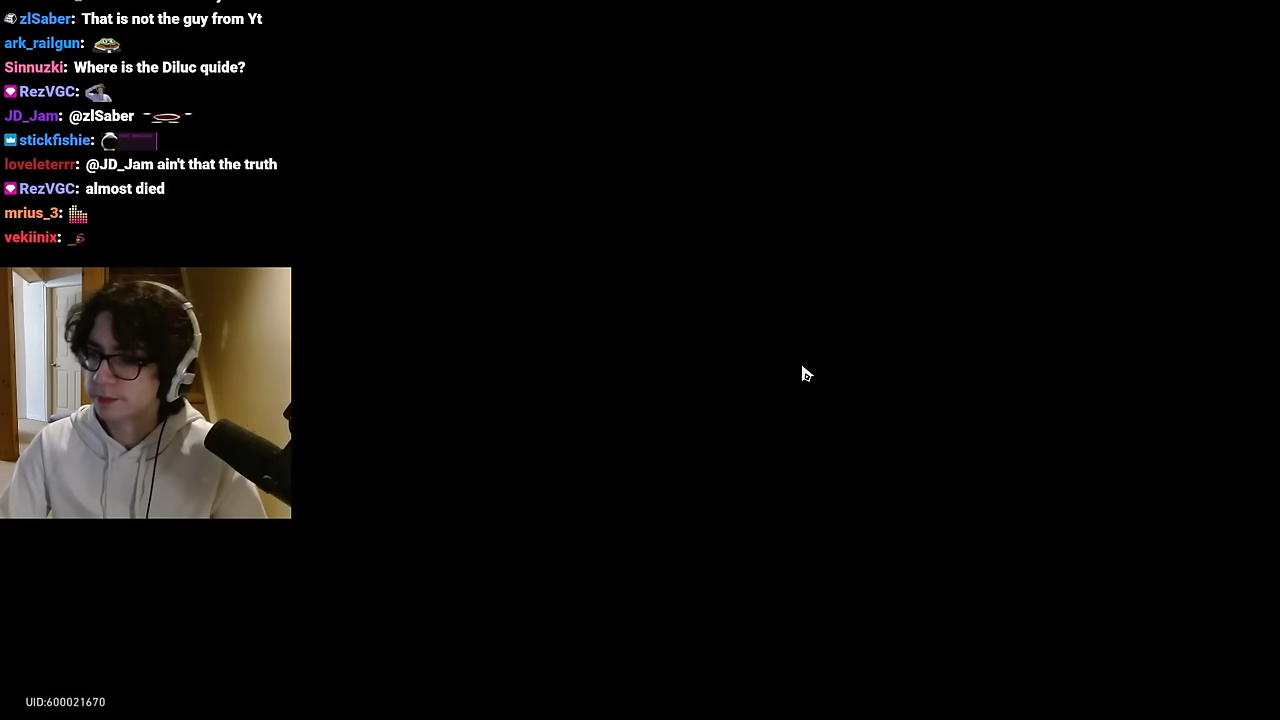 zlSaber: That is not the guy from Yt
ark_railgun:
Sinnuzki: Where is the Diluc quide?
RezVGC:
JD_Jam: @zlSaber
stickfishie:
loveleterrr: @JD_Jam ain't that the truth
RezVGC: almost died
mrius_3:
vekiinix:
UID:600021670